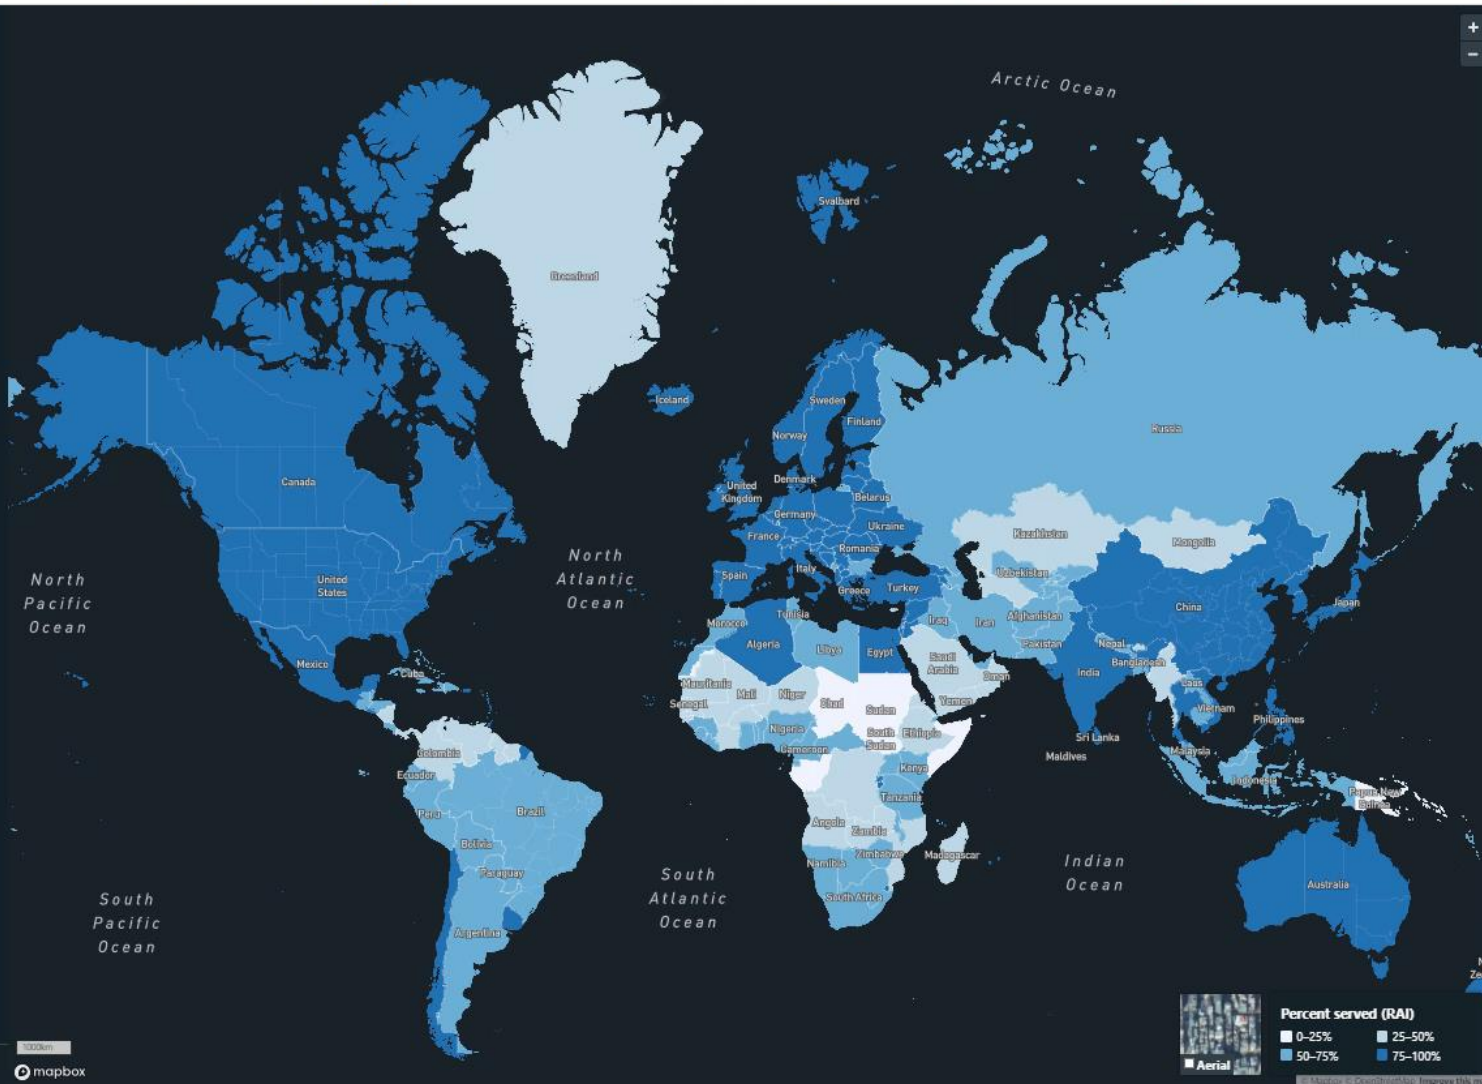 +
−
Arctic Ocean
Svalbard
Greenland
Iceland
Sweden
Finland
Norway
Russia
Canada
United
Kingdom
Denmark
Belarus
Germany
Ukraine
France
Romania
Kazakhstan
Mongolia
North
Atlantic
Ocean
North
Pacific
Ocean
United
States
Spain
Italy
Greece
Turkey
Uzbekistan
China
Japan
Morocco
Tunisia
Algeria
Libya
Egypt
Iraq
Iran
Afghanistan
Pakistan
Nepal
Bangladesh
India
Mexico
Cuba
Saudi
Arabia
Oman
Yemen
Laos
Vietnam
Philippines
Mauritania
Mali
Niger
Chad
Sudan
Senegal
Nigeria
South
Sudan
Ethiopia
Cameroon
Sri Lanka
Maldives
Malaysia
Colombia
Ecuador
Kenya
Tanzania
Indonesia
Papua New
Guinea
Peru
Brazil
Angola
Zambia
Bolivia
Zimbabwe
Madagascar
Namibia
Paraguay
South Africa
Indian
Ocean
Australia
South
Pacific
Ocean
South
Atlantic
Ocean
Argentina
N
Ze
1000km
mapbox
Aerial
Percent served (RAI)
0–25%
25–50%
50–75%
75–100%
© Mapbox © OpenStreetMap